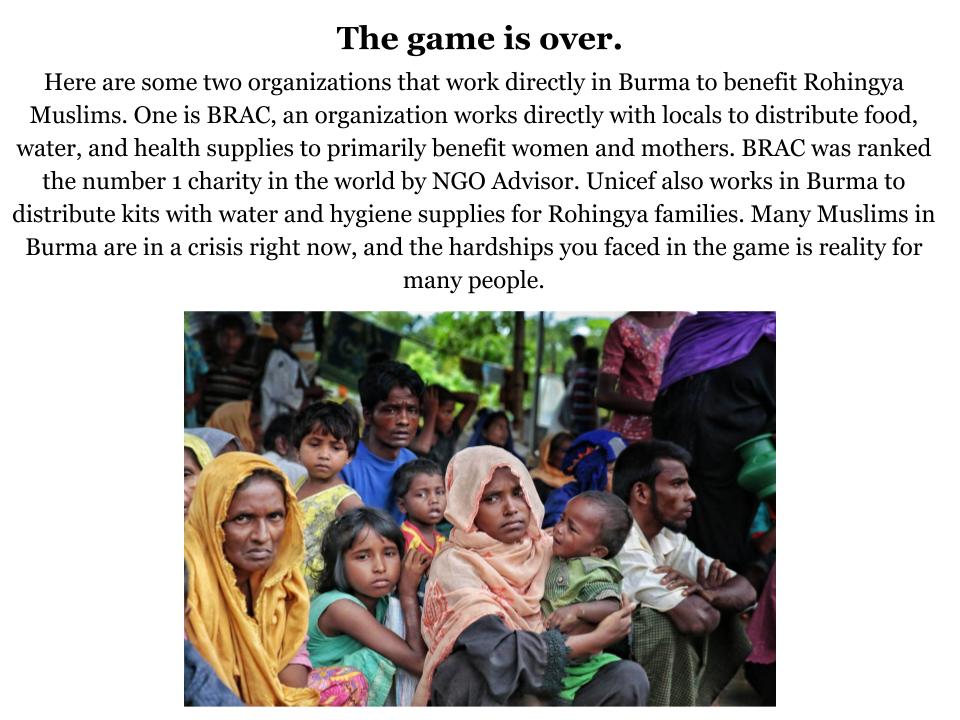 The game is over.
Here are some two organizations that work directly in Burma to benefit Rohingya
Muslims. One is BRAC, an organization works directly with locals to distribute food,
water, and health supplies to primarily benefit women and mothers. BRAC was ranked
the number 1 charity in the world by NGO Advisor. Unicef also works in Burma to
distribute kits with water and hygiene supplies for Rohingya families. Many Muslims in
Burma are in a crisis right now, and the hardships you faced in the game is reality for
many people.